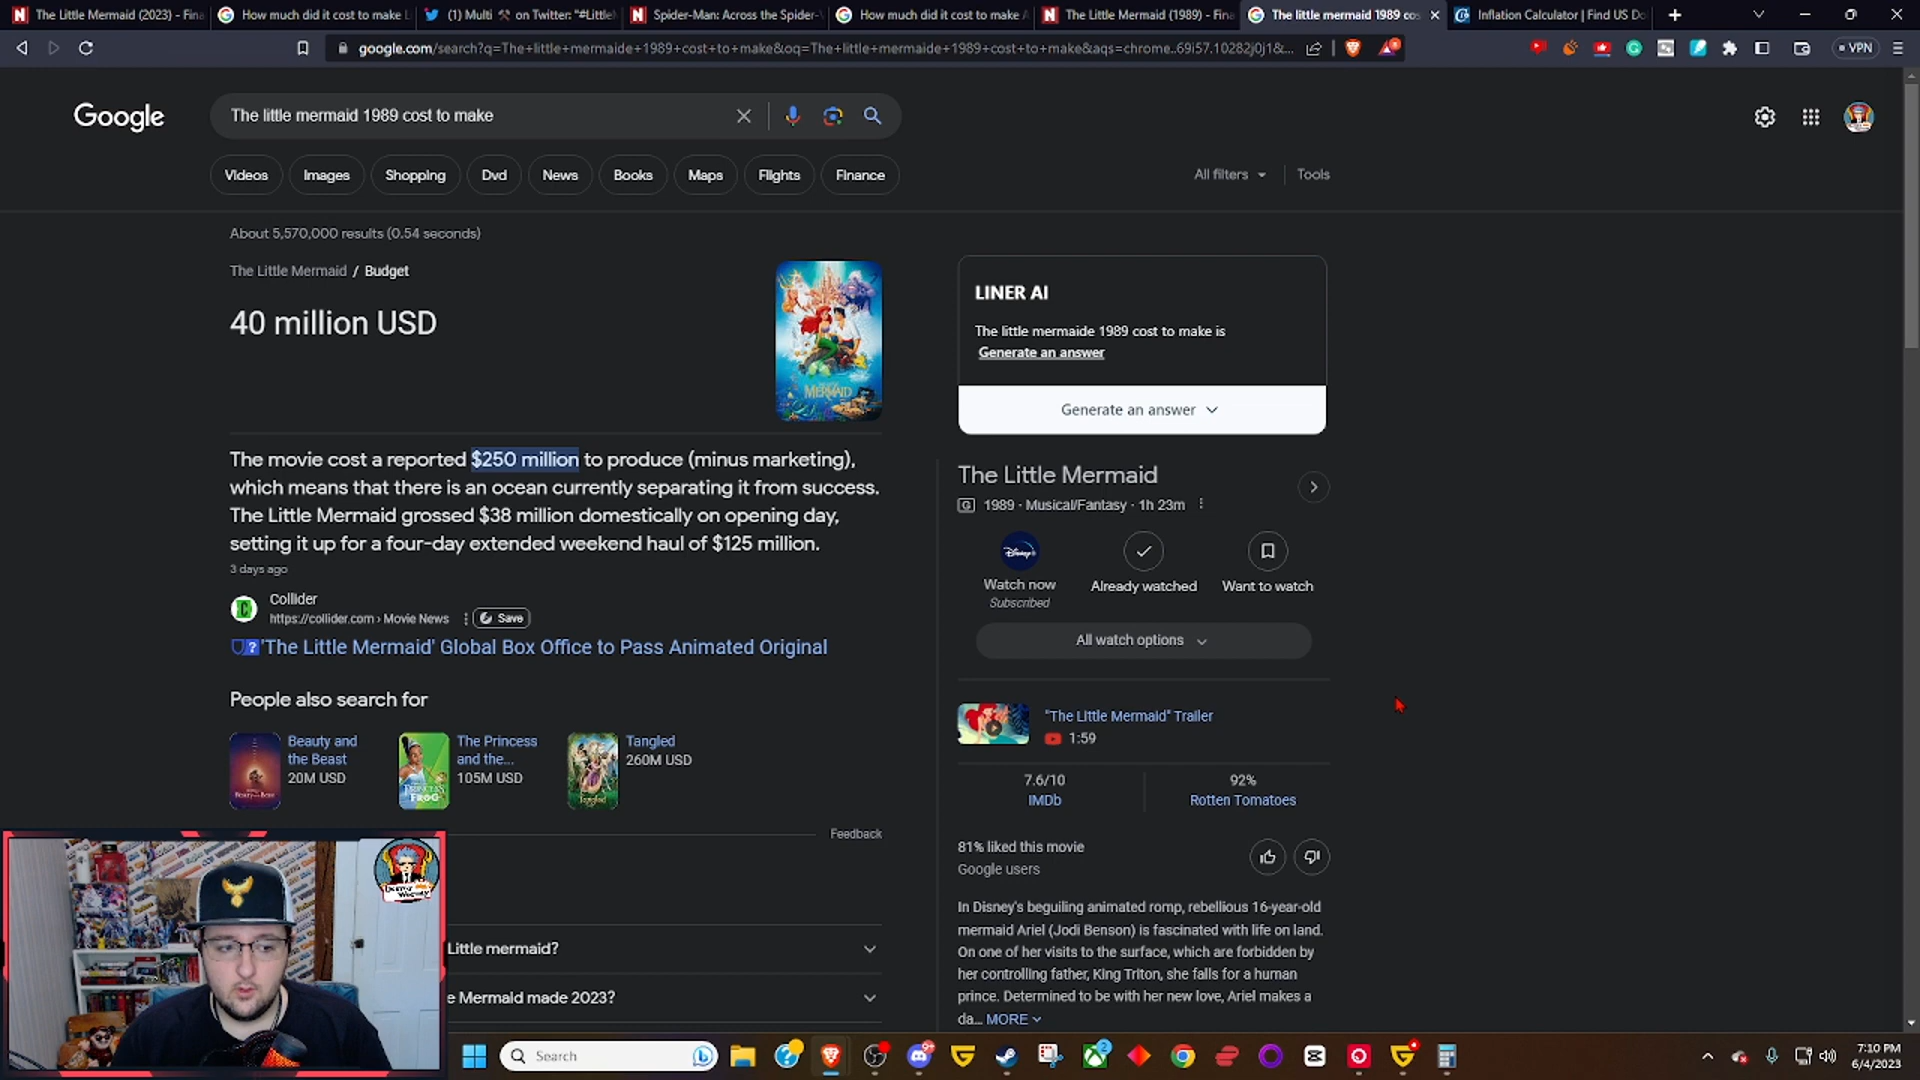 The Little Mermaid (2023) - Fina
How much did it cost to make L
(1) Multi ⚒ on Twitter: "#Little
Spider-Man: Across the Spider-
How much did it cost to make A
The Little Mermaid (1989) - Fina
The little mermaid 1989 cos
Inflation Calculator | Find US Do
google.com/search?q=The+little+mermaide+1989+cost+to+make&oq=The+little+mermaide+1989+cost+to+make&aqs=chrome..69i57.10282j0j1&...
VPN
Google
The little mermaid 1989 cost to make
Videos
Images
Shopping
Dvd
News
Books
Maps
Flights
Finance
All filters
Tools
About 5,570,000 results (0.54 seconds)
The Little Mermaid / Budget
40 million USD
MERMAID
The movie cost a reported $250 million to produce (minus marketing),
which means that there is an ocean currently separating it from success.
The Little Mermaid grossed $38 million domestically on opening day,
setting it up for a four-day extended weekend haul of $125 million.
3 days ago
Collider
https://collider.com › Movie News
Save
'The Little Mermaid' Global Box Office to Pass Animated Original
People also search for
Beauty and
the Beast
20M USD
The Princess
and the...
105M USD
Tangled
260M USD
Feedback
Little mermaid?
e Mermaid made 2023?
LINER AI
The little mermaide 1989 cost to make is
Generate an answer
Generate an answer
The Little Mermaid
G 1989 · Musical/Fantasy · 1h 23m
Disney+
Watch now
Subscribed
Already watched
Want to watch
All watch options
"The Little Mermaid" Trailer
1:59
7.6/10
IMDb
92%
Rotten Tomatoes
81% liked this movie
Google users
In Disney's beguiling animated romp, rebellious 16-year-old
mermaid Ariel (Jodi Benson) is fascinated with life on land.
On one of her visits to the surface, which are forbidden by
her controlling father, King Triton, she falls for a human
prince. Determined to be with her new love, Ariel makes a
da... MORE
Search
7:10 PM
6/4/2023